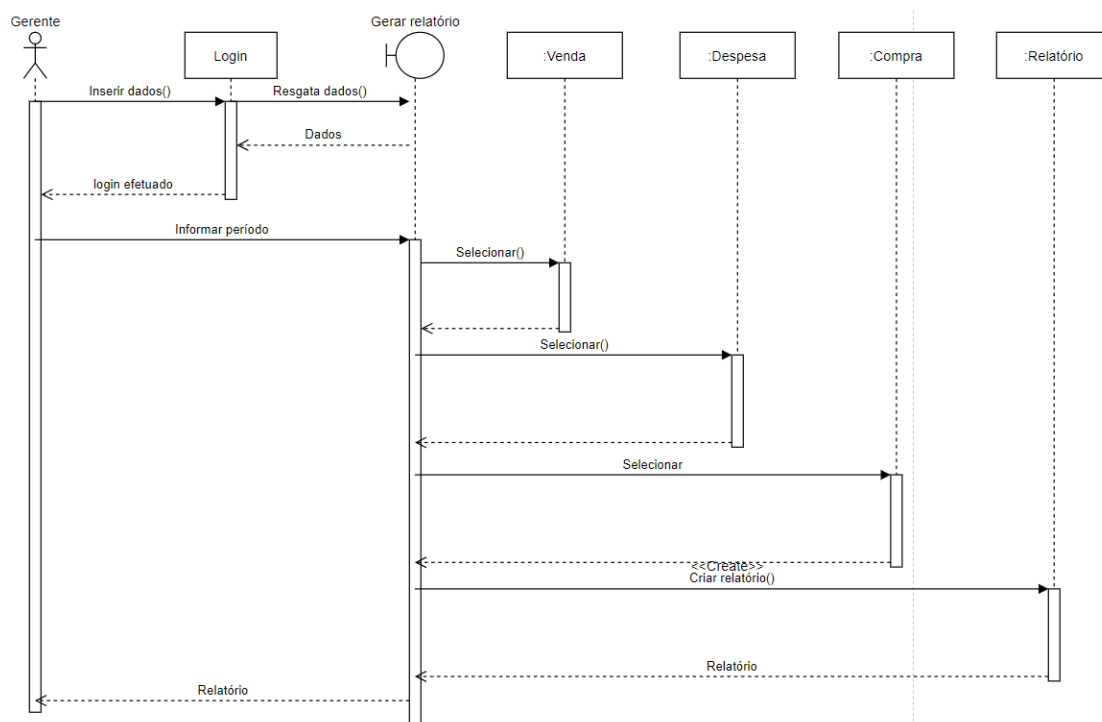 Gerente
Gerar relatório
Login
:Venda
:Despesa
:Compra
:Relatório
Inserir dados()
Resgata dados()
Dados
login efetuado
Informar período
Selecionar()
Selecionar()
Selecionar
<<Create>>
Criar relatório()
Relatório
Relatório